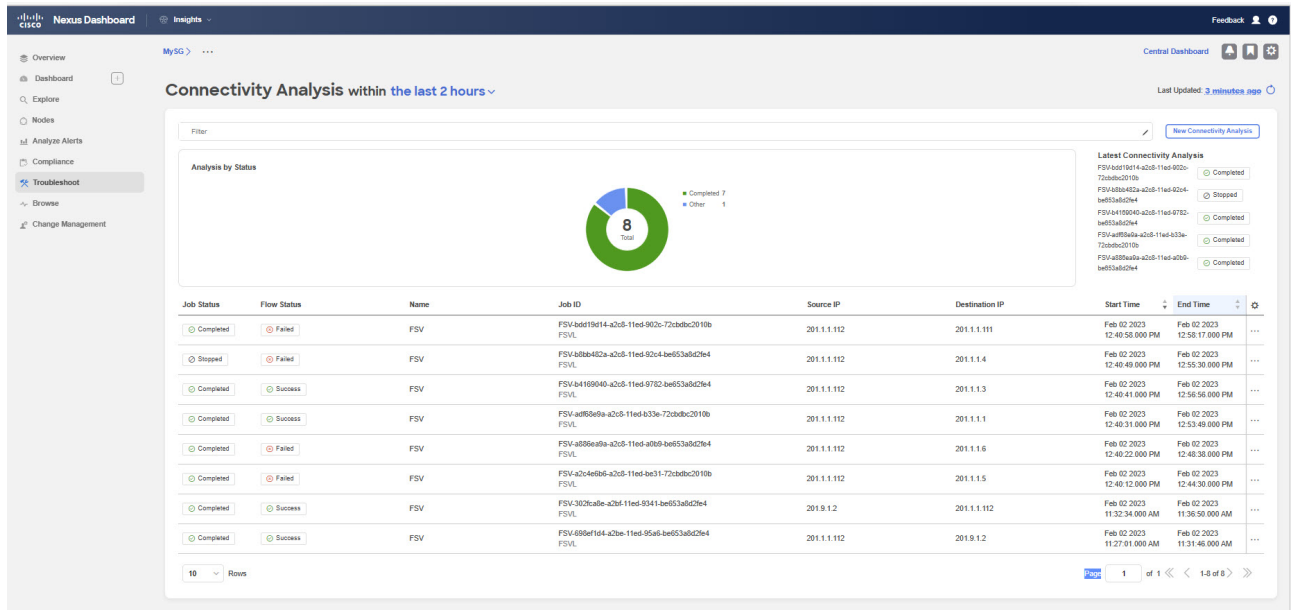 cisco Nexus Dashboard Insights Feedback
Overview
Dashboard
Explore
Nodes
Analyze Alerts
Compliance
Troubleshoot
Browse
Change Management
MySG > ... Central Dashboard
Connectivity Analysis within the last 2 hours Last Updated: 3 minutes ago
Filter New Connectivity Analysis
Analysis by Status
8
Total
Completed 7
Other 1
Latest Connectivity Analysis
FSV-bdd19d14-a2c8-11ed-902c-
72cbdbc2010b
Completed
FSV-b8bb482a-a2c8-11ed-92c4-
be653a8d2fe4
Stopped
FSV-b4169040-a2c8-11ed-9782-
be653a8d2fe4
Completed
FSV-adf68e9a-a2c8-11ed-b33e-
72cbdbc2010b
Completed
FSV-a886ea9a-a2c8-11ed-a0b9-
be653a8d2fe4
Completed
Job Status Flow Status Name Job ID Source IP Destination IP Start Time End Time
Completed Failed FSV FSV-bdd19d14-a2c8-11ed-902c-72cbdbc2010b 201.1.1.112 201.1.1.111 Feb 02 2023 Feb 02 2023
FSVL 12:40:58.000 PM 12:58:17.000 PM
Stopped Failed FSV FSV-b8bb482a-a2c8-11ed-92c4-be653a8d2fe4 201.1.1.112 201.1.1.4 Feb 02 2023 Feb 02 2023
FSVL 12:40:49.000 PM 12:55:30.000 PM
Completed Success FSV FSV-b4169040-a2c8-11ed-9782-be653a8d2fe4 201.1.1.112 201.1.1.3 Feb 02 2023 Feb 02 2023
FSVL 12:40:41.000 PM 12:56:56.000 PM
Completed Success FSV FSV-adf68e9a-a2c8-11ed-b33e-72cbdbc2010b 201.1.1.112 201.1.1.1 Feb 02 2023 Feb 02 2023
FSVL 12:40:31.000 PM 12:53:49.000 PM
Completed Failed FSV FSV-a886ea9a-a2c8-11ed-a0b9-be653a8d2fe4 201.1.1.112 201.1.1.6 Feb 02 2023 Feb 02 2023
FSVL 12:40:22.000 PM 12:48:38.000 PM
Completed Failed FSV FSV-a2c4e6b6-a2c8-11ed-be31-72cbdbc2010b 201.1.1.112 201.1.1.5 Feb 02 2023 Feb 02 2023
FSVL 12:40:12.000 PM 12:44:30.000 PM
Completed Success FSV FSV-302fca8e-a2bf-11ed-9341-be653a8d2fe4 201.9.1.2 201.1.1.112 Feb 02 2023 Feb 02 2023
FSVL 11:32:34.000 AM 11:36:50.000 AM
Completed Success FSV FSV-698ef1d4-a2be-11ed-95a6-be653a8d2fe4 201.1.1.112 201.9.1.2 Feb 02 2023 Feb 02 2023
FSVL 11:27:01.000 AM 11:31:46.000 AM
10 Rows Page 1 of 1 1-8 of 8